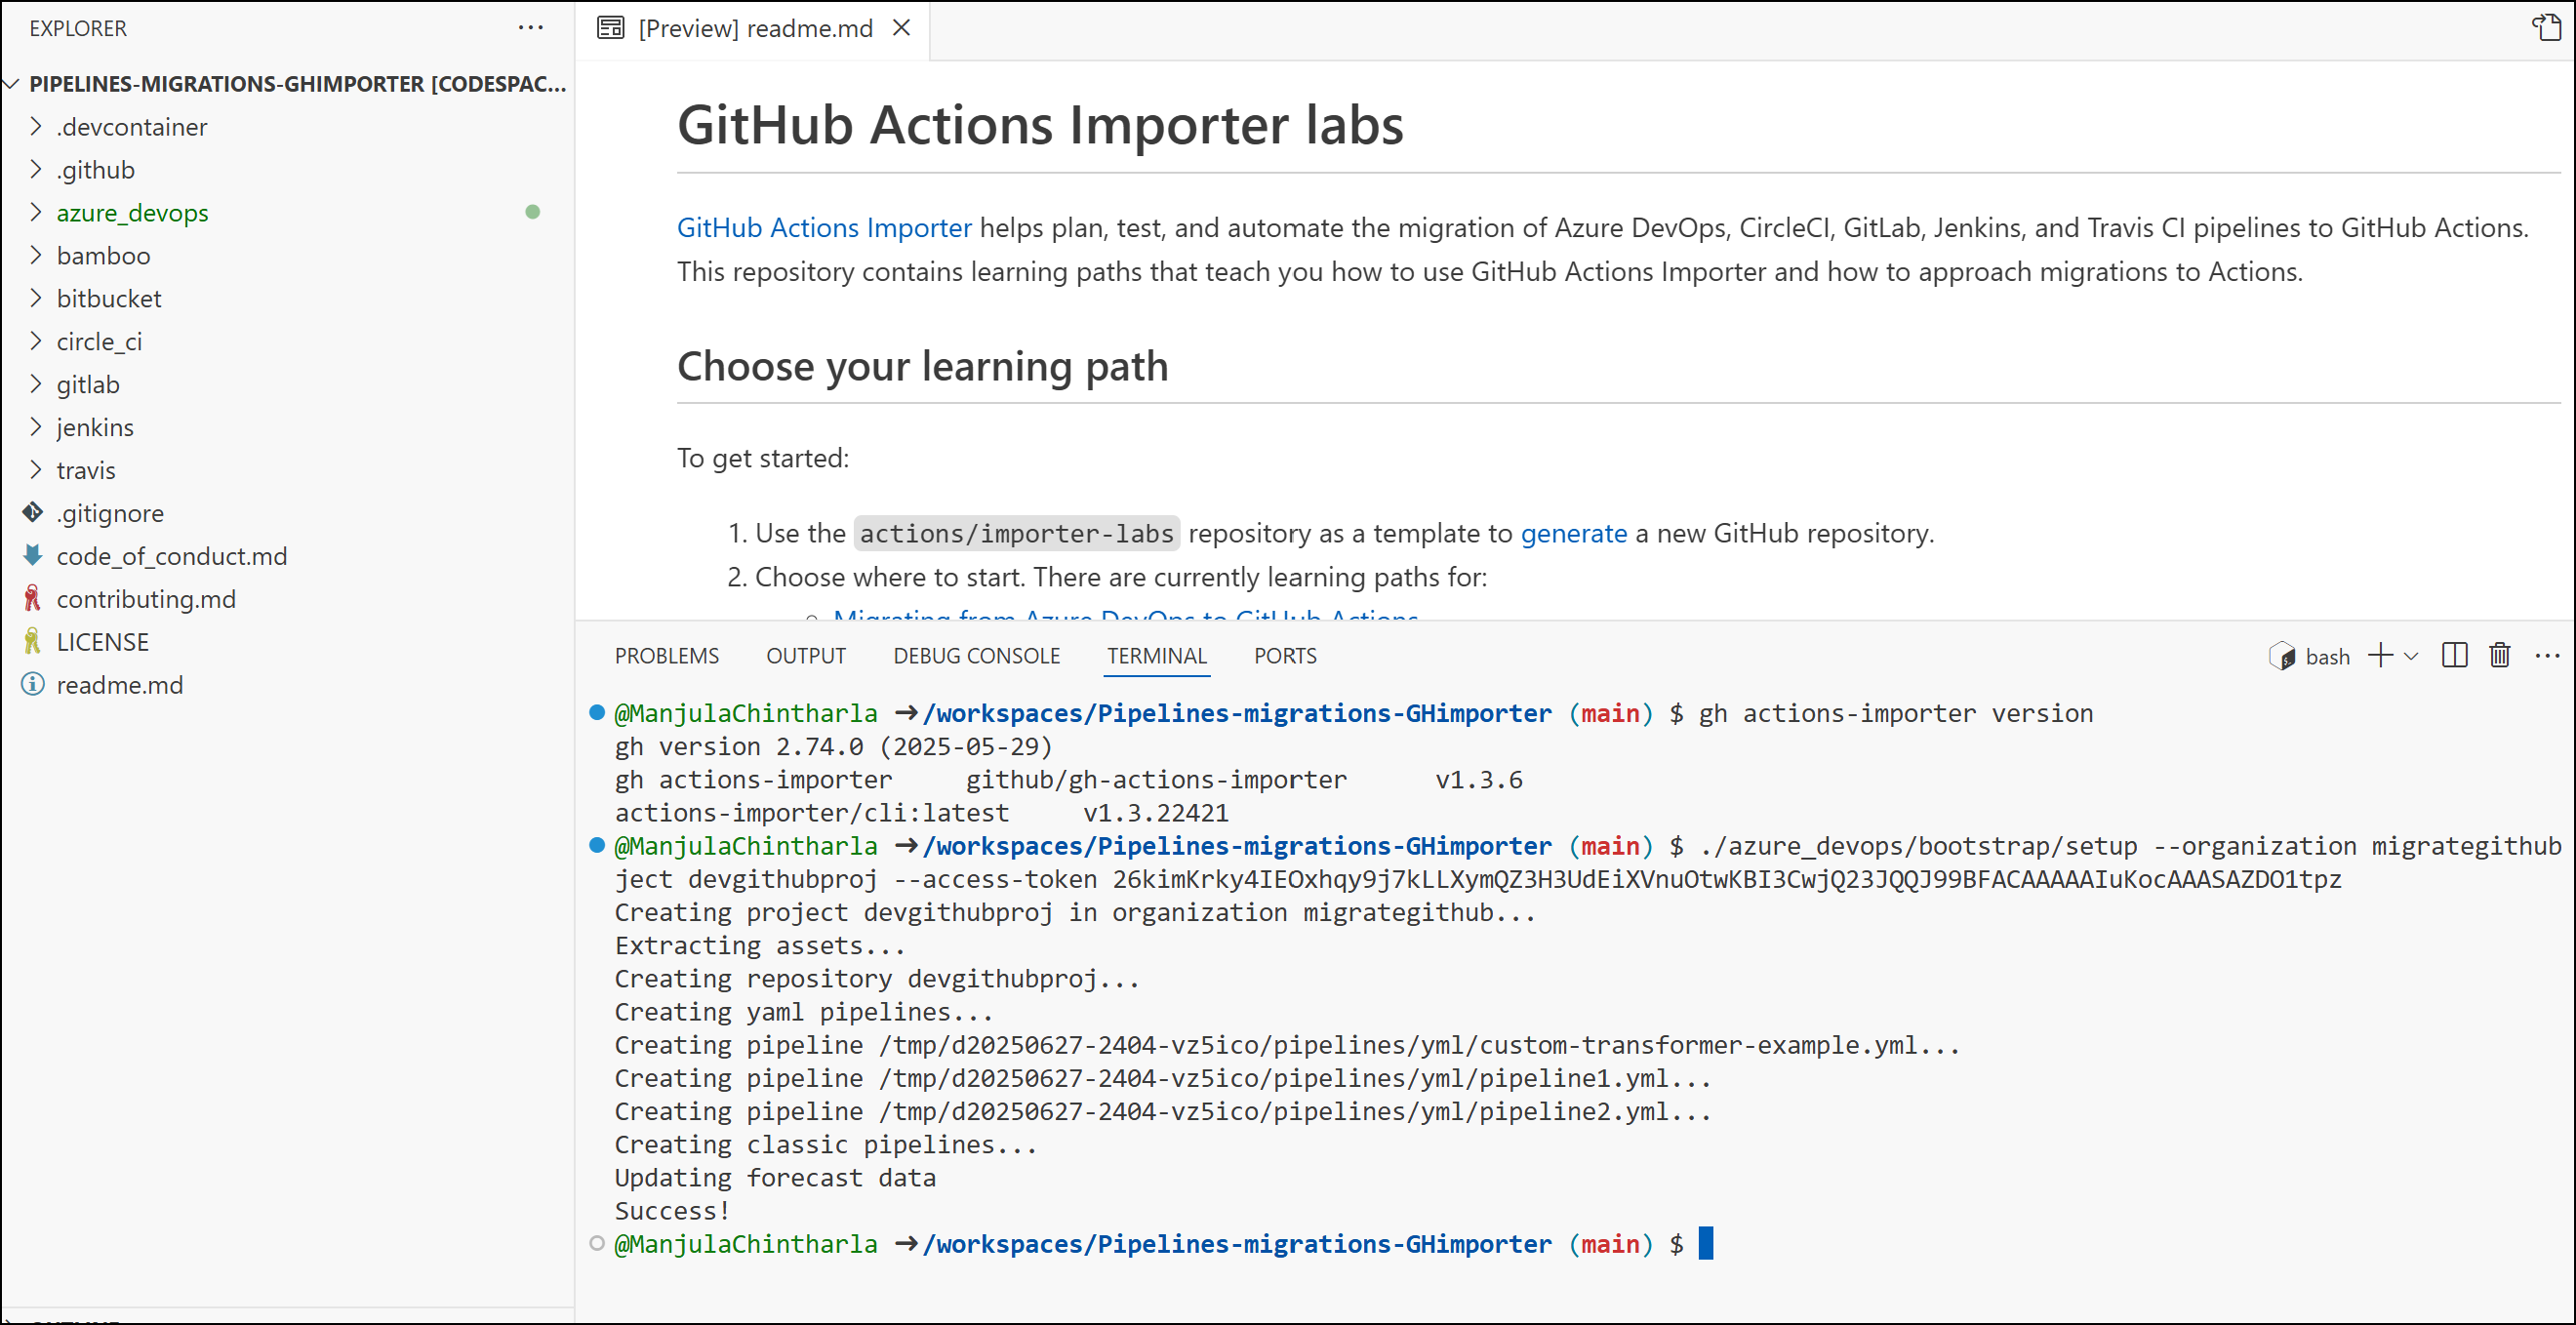 EXPLORER
PIPELINES-MIGRATIONS-GHIMPORTER [CODESPAC...
.devcontainer
.github
azure_devops
bamboo
bitbucket
circle_ci
gitlab
jenkins
travis
.gitignore
code_of_conduct.md
contributing.md
LICENSE
readme.md
[Preview] readme.md
GitHub Actions Importer labs
GitHub Actions Importer helps plan, test, and automate the migration of Azure DevOps, CircleCI, GitLab, Jenkins, and Travis CI pipelines to GitHub Actions.
This repository contains learning paths that teach you how to use GitHub Actions Importer and how to approach migrations to Actions.
Choose your learning path
To get started:
1. Use the actions/importer-labs repository as a template to generate a new GitHub repository.
2. Choose where to start. There are currently learning paths for:
Migrating from Azure DevOps to GitHub Actions
PROBLEMS OUTPUT DEBUG CONSOLE TERMINAL PORTS
bash
@ManjulaChintharla ➜/workspaces/Pipelines-migrations-GHimporter (main) $ gh actions-importer version
gh version 2.74.0 (2025-05-29)
gh actions-importer github/gh-actions-importer v1.3.6
actions-importer/cli:latest v1.3.22421
@ManjulaChintharla ➜/workspaces/Pipelines-migrations-GHimporter (main) $ ./azure_devops/bootstrap/setup --organization migrategithub
ject devgithubproj --access-token 26kimKrky4IEOxhqy9j7kLLXymQZ3H3UdEiXVnuOtwKBI3CwjQ23JQQJ99BFACAAAAAIuKocAAASAZDO1tpz
Creating project devgithubproj in organization migrategithub...
Extracting assets...
Creating repository devgithubproj...
Creating yaml pipelines...
Creating pipeline /tmp/d20250627-2404-vz5ico/pipelines/yml/custom-transformer-example.yml...
Creating pipeline /tmp/d20250627-2404-vz5ico/pipelines/yml/pipeline1.yml...
Creating pipeline /tmp/d20250627-2404-vz5ico/pipelines/yml/pipeline2.yml...
Creating classic pipelines...
Updating forecast data
Success!
@ManjulaChintharla ➜/workspaces/Pipelines-migrations-GHimporter (main) $